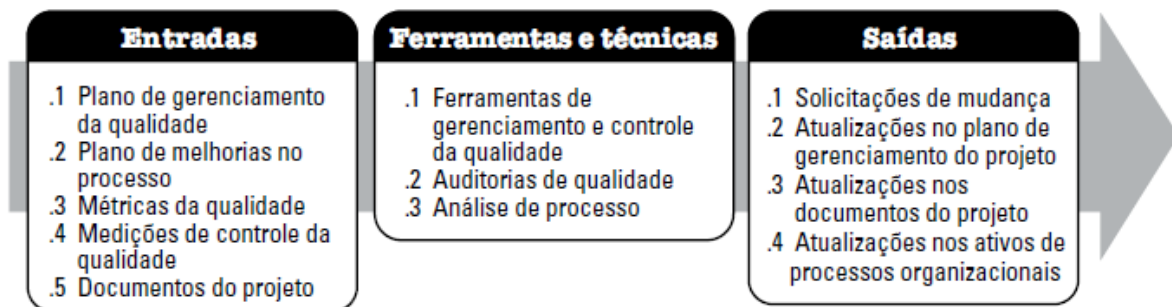 Entradas
.1 Plano de gerenciamento
da qualidade
.2 Plano de melhorias no
processo
.3 Métricas da qualidade
.4 Medições de controle da
qualidade
.5 Documentos do projeto
Ferramentas e técnicas
.1 Ferramentas de
gerenciamento e controle
da qualidade
.2 Auditorias de qualidade
.3 Análise de processo
Saídas
.1 Solicitações de mudança
.2 Atualizações no plano de
gerenciamento do projeto
.3 Atualizações nos
documentos do projeto
.4 Atualizações nos ativos de
processos organizacionais